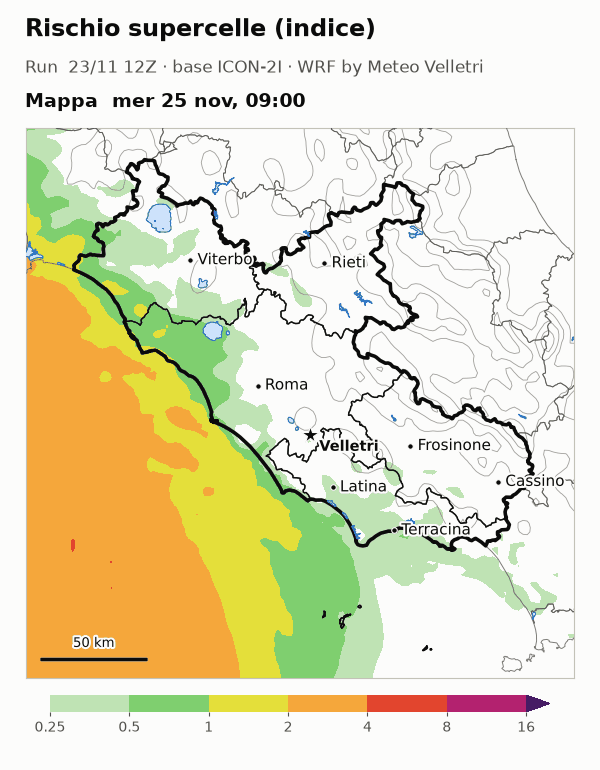 Rischio supercelle (indice)
Run  23/11 12Z · base ICON-2I · WRF by Meteo Velletri
Mappa  mer 25 nov, 09:00
Viterbo
Rieti
Roma
Velletri
Frosinone
Latina
Cassino
Terracina
50 km
0.25 0.5 1 2 4 8 16